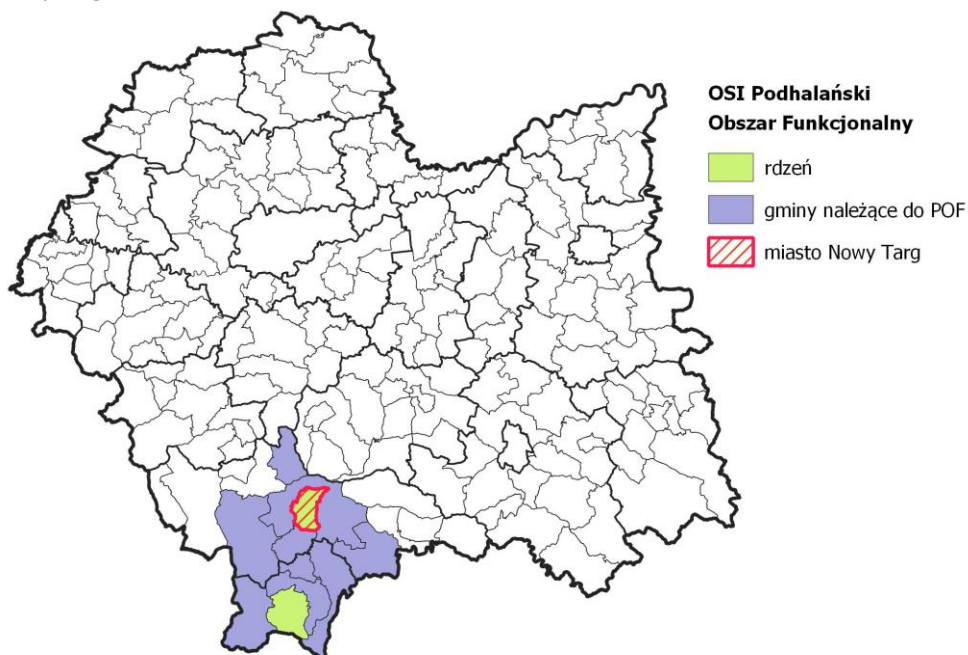 OSI Podhalański
Obszar Funkcjonalny
rdzeń
gminy należące do POF
miasto Nowy Targ